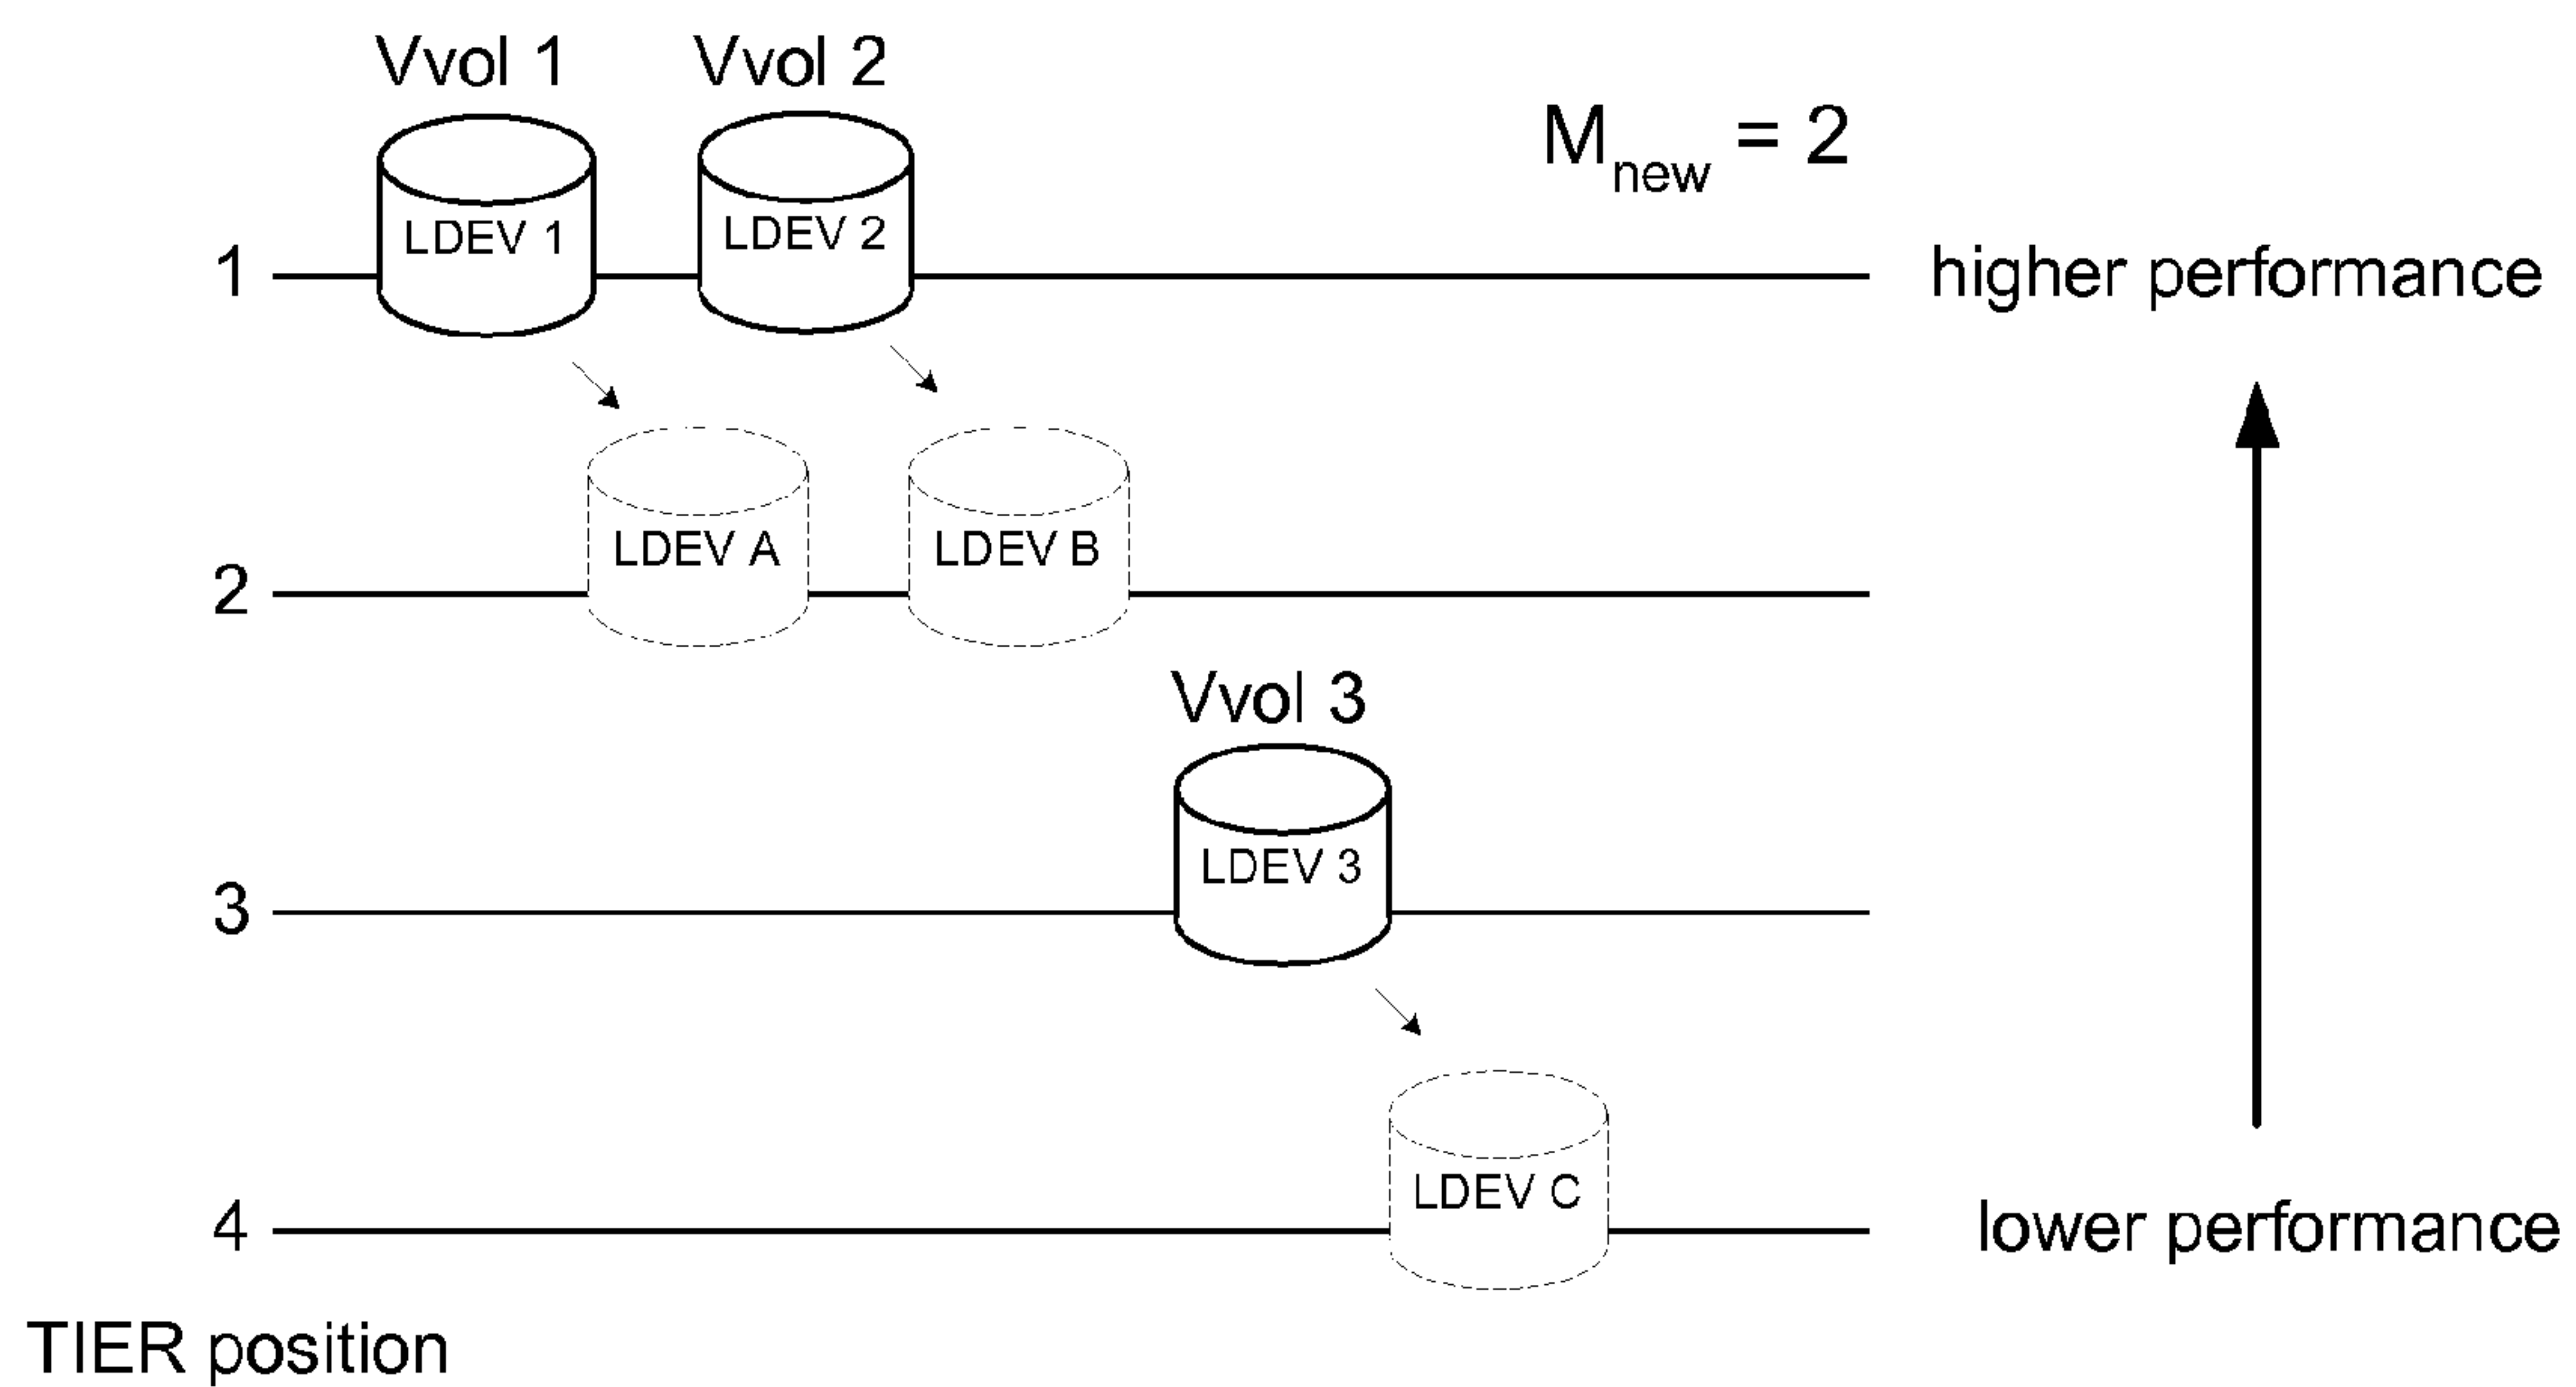 Vvol 1
Vvol 2
M_new = 2
LDEV 1
LDEV 2
1
higher performance
LDEV A
LDEV B
2
Vvol 3
LDEV 3
3
LDEV C
4
lower performance
TIER position